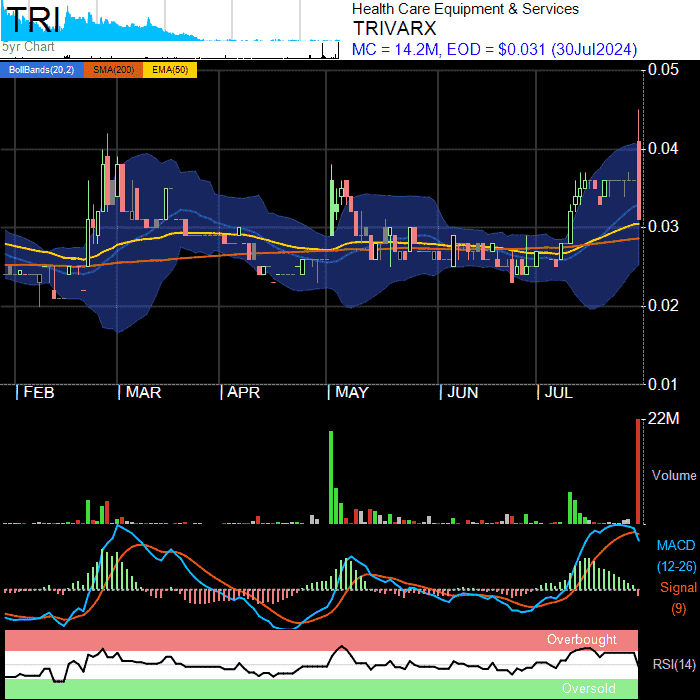 TRI
Health Care Equipment & Services
TRIVARX
5yr Chart
MC = 14.2M, EOD = $0.031 (30Jul2024)
BollBands(20,2) SMA(200) EMA(50)
0.05
0.04
0.03
0.02
0.01
FEB MAR APR MAY JUN JUL
22M
Volume
MACD
(12-26)
Signal
(9)
Overbought
RSI(14)
Oversold